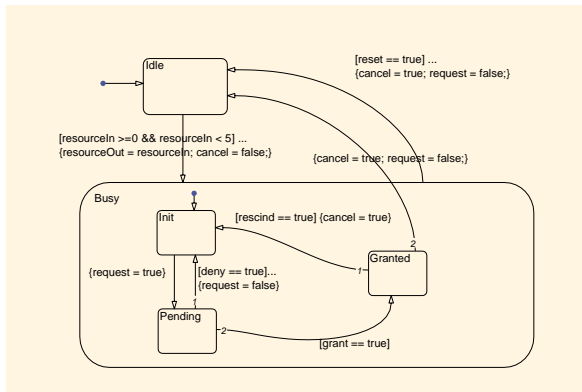 Idle
[reset == true] ...
{cancel = true; request = false;}
[resourceIn >=0 && resourceIn < 5] ...
{resourceOut = resourceIn; cancel = false;}
{cancel = true; request = false;}
Busy
Init
[rescind == true] {cancel = true}
2
Granted
1
{request = true}
[deny == true]...
{request = false}
1
Pending
2
[grant == true]